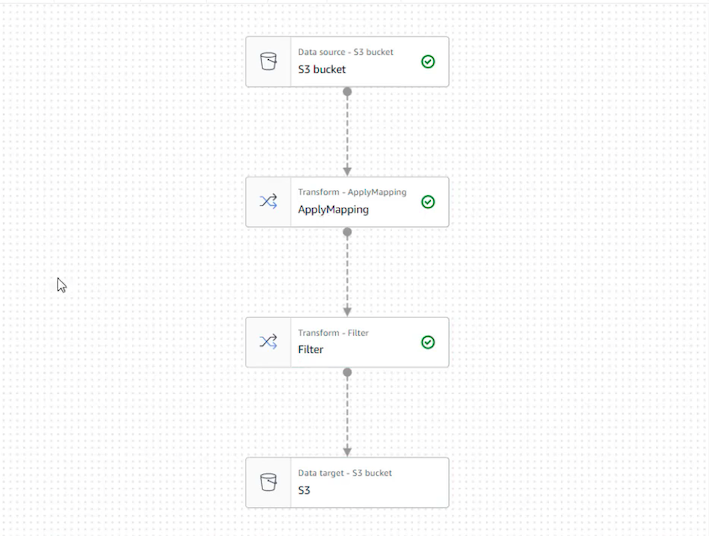 Data source - S3 bucket
S3 bucket
Transform - ApplyMapping
ApplyMapping
Transform - Filter
Filter
Data target - S3 bucket
S3